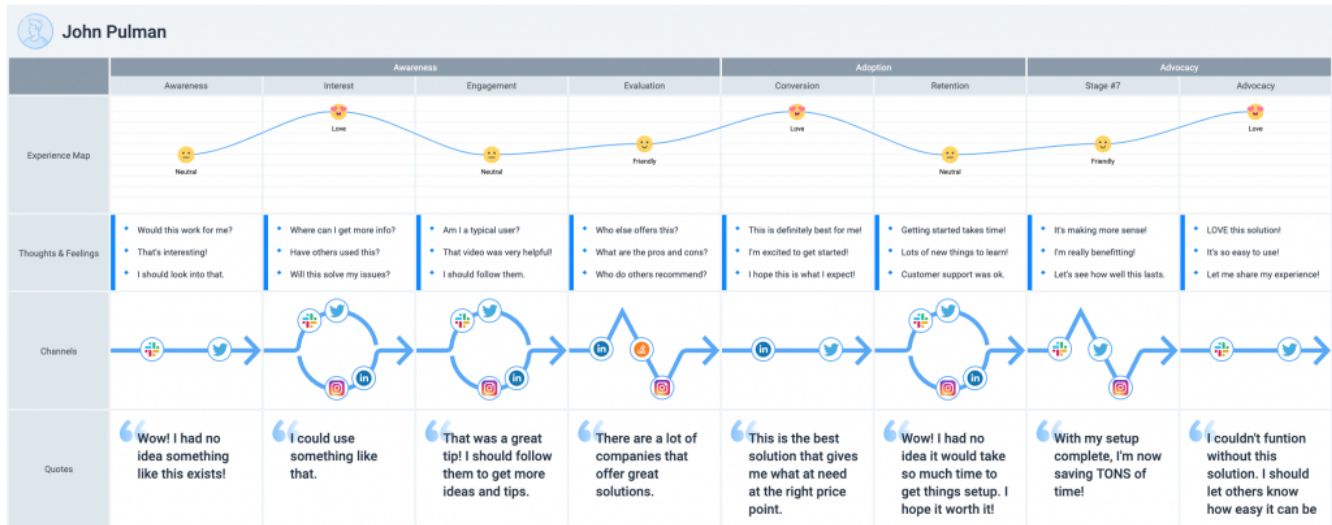 John Pulman
Awareness
Adoption
Advocacy
Awareness
Interest
Engagement
Evaluation
Conversion
Retention
Stage #7
Advocacy
Experience Map
Neutral
Love
Neutral
Friendly
Love
Neutral
Friendly
Love
Thoughts & Feelings
Would this work for me?
That's interesting!
I should look into that.
Where can I get more info?
Have others used this?
Will this solve my issues?
Am I a typical user?
That video was very helpful!
I should follow them.
Who else offers this?
What are the pros and cons?
Who do others recommend?
This is definitely best for me!
I'm excited to get started!
I hope this is what I expect!
Getting started takes time!
Lots of new things to learn!
Customer support was ok.
It's making more sense!
I'm really benefitting!
Let's see how well this lasts.
LOVE this solution!
It's so easy to use!
Let me share my experience!
Channels
in
in
in
in
in
in
Quotes
Wow! I had no
idea something
like this exists!
I could use
something like
that.
That was a great
tip! I should follow
them to get more
ideas and tips.
There are a lot of
companies that
offer great
solutions.
This is the best
solution that gives
me what at need
at the right price
point.
Wow! I had no
idea it would take
so much time to
get things setup. I
hope it worth it!
With my setup
complete, I'm now
saving TONS of
time!
I couldn't funtion
without this
solution. I should
let others know
how easy it can be